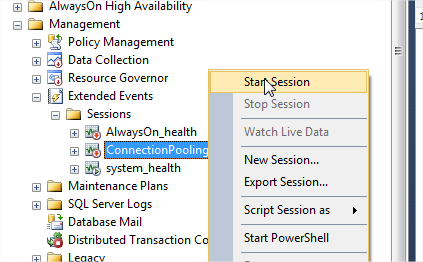 AlwaysOn High Availability
Management
Policy Management
Data Collection
Resource Governor
Extended Events
Sessions
AlwaysOn_health
ConnectionPooling
system_health
Maintenance Plans
SQL Server Logs
Database Mail
Distributed Transaction Co
Legacy
Start Session
Stop Session
Watch Live Data
New Session...
Export Session...
Script Session as
Start PowerShell